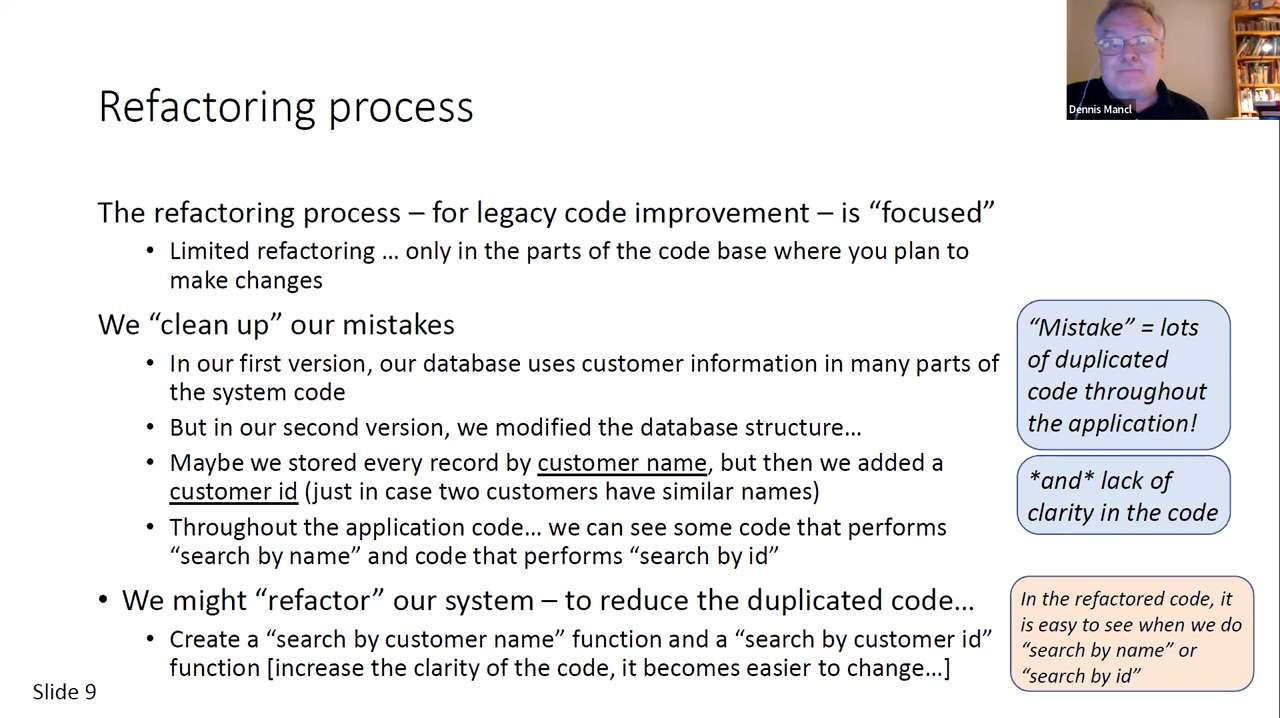 Dennis Mancl
Refactoring process
The refactoring process – for legacy code improvement – is “focused”
• Limited refactoring … only in the parts of the code base where you plan to
make changes
We “clean up” our mistakes
• In our first version, our database uses customer information in many parts of
the system code
• But in our second version, we modified the database structure…
• Maybe we stored every record by customer name, but then we added a
customer id (just in case two customers have similar names)
• Throughout the application code… we can see some code that performs
“search by name” and code that performs “search by id”
• We might “refactor” our system – to reduce the duplicated code…
• Create a “search by customer name” function and a “search by customer id”
function [increase the clarity of the code, it becomes easier to change…]
“Mistake” = lots
of duplicated
code throughout
the application!
*and* lack of
clarity in the code
In the refactored code, it
is easy to see when we do
“search by name” or
“search by id”
Slide 9